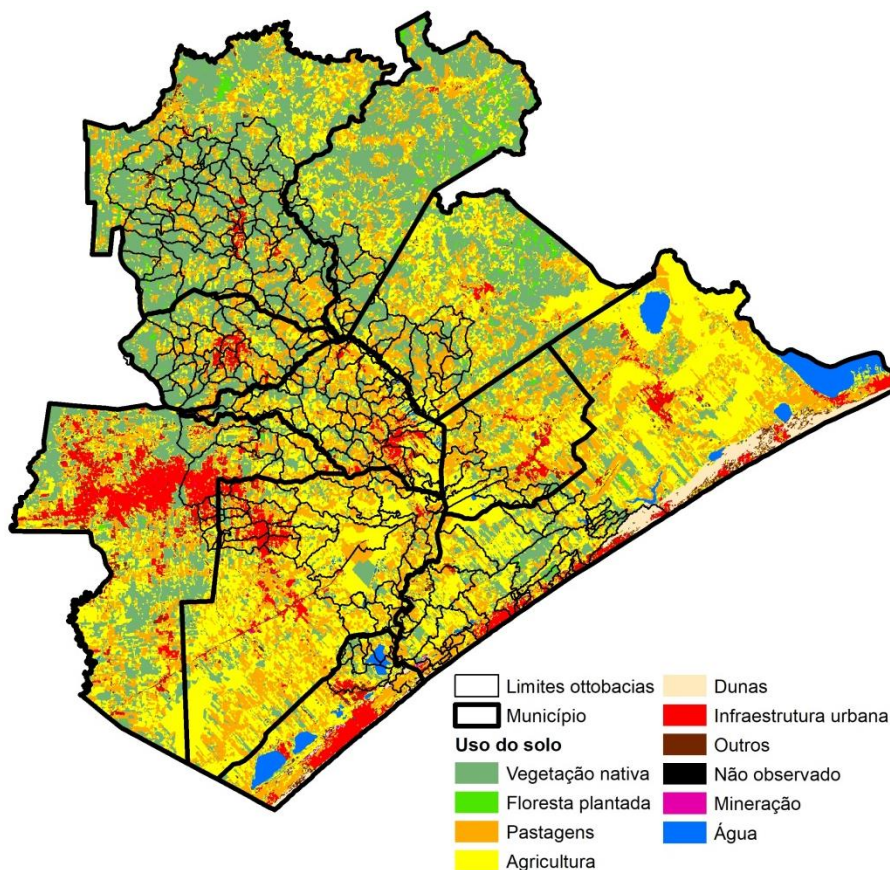 Limites ottobacias
Município
Uso do solo
Vegetação nativa
Floresta plantada
Pastagens
Agricultura
Dunas
Infraestrutura urbana
Outros
Não observado
Mineração
Água